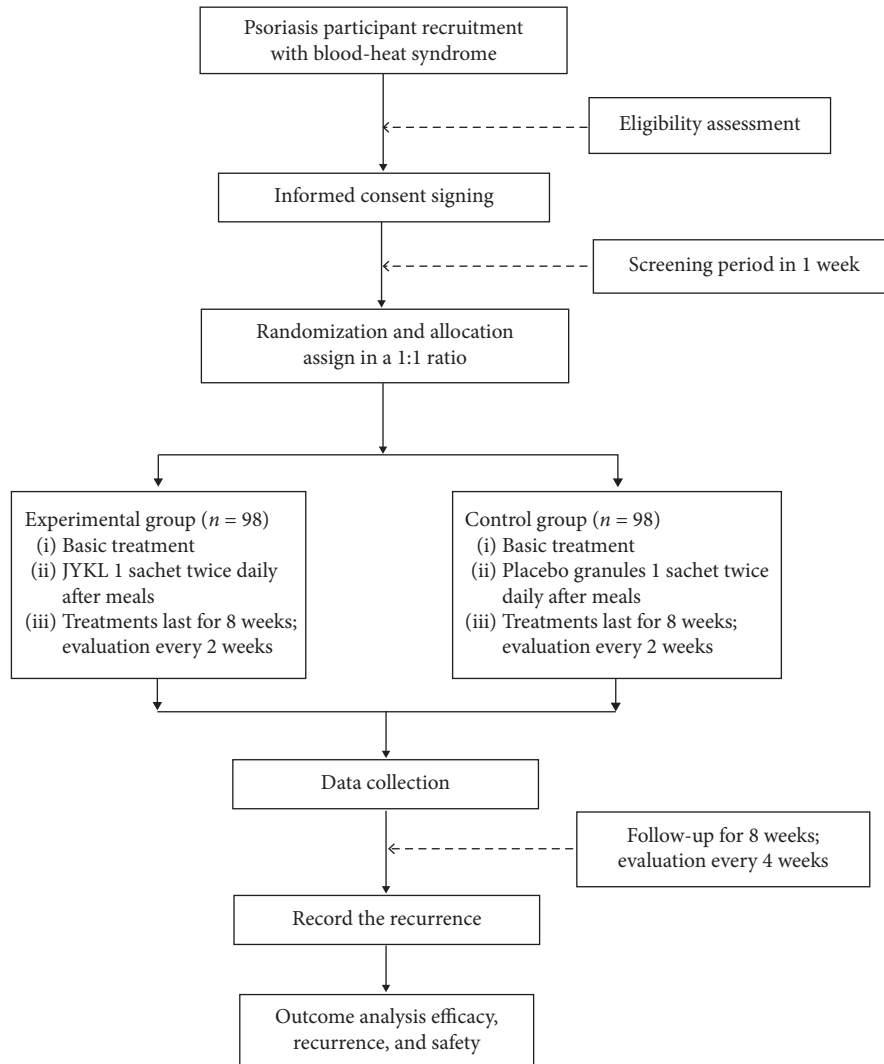 Psoriasis participant recruitment
with blood-heat syndrome
Eligibility assessment
Informed consent signing
Screening period in 1 week
Randomization and allocation
assign in a 1:1 ratio
Experimental group (n = 98)
(i) Basic treatment
(ii) JYKL 1 sachet twice daily
after meals
(iii) Treatments last for 8 weeks;
evaluation every 2 weeks
Control group (n = 98)
(i) Basic treatment
(ii) Placebo granules 1 sachet twice
daily after meals
(iii) Treatments last for 8 weeks;
evaluation every 2 weeks
Data collection
Follow-up for 8 weeks;
evaluation every 4 weeks
Record the recurrence
Outcome analysis efficacy,
recurrence, and safety